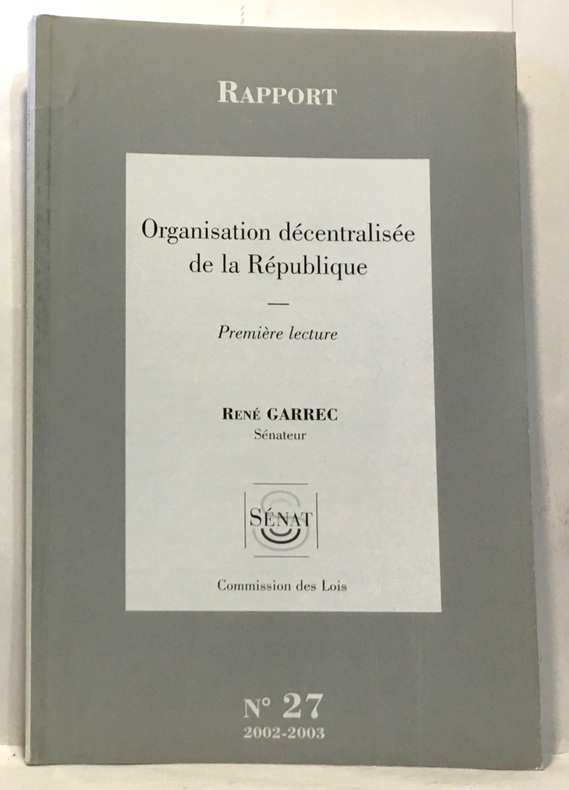 RAPPORT
Organisation décentralisée
de la République
—
Première lecture
RENÉ GARREC
Sénateur
SÉNAT
Commission des Lois
N° 27
2002-2003